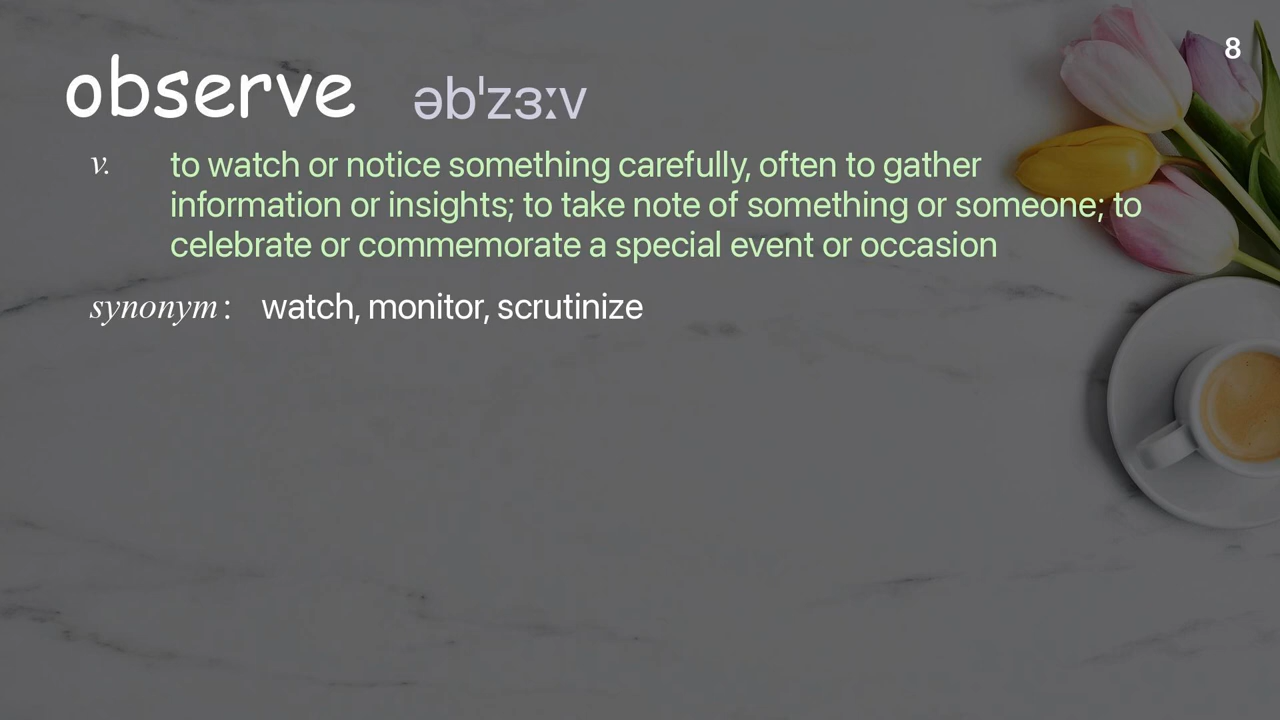 8
observe əbˈzɜːv
v. to watch or notice something carefully, often to gather
information or insights; to take note of something or someone; to
celebrate or commemorate a special event or occasion
synonym: watch, monitor, scrutinize